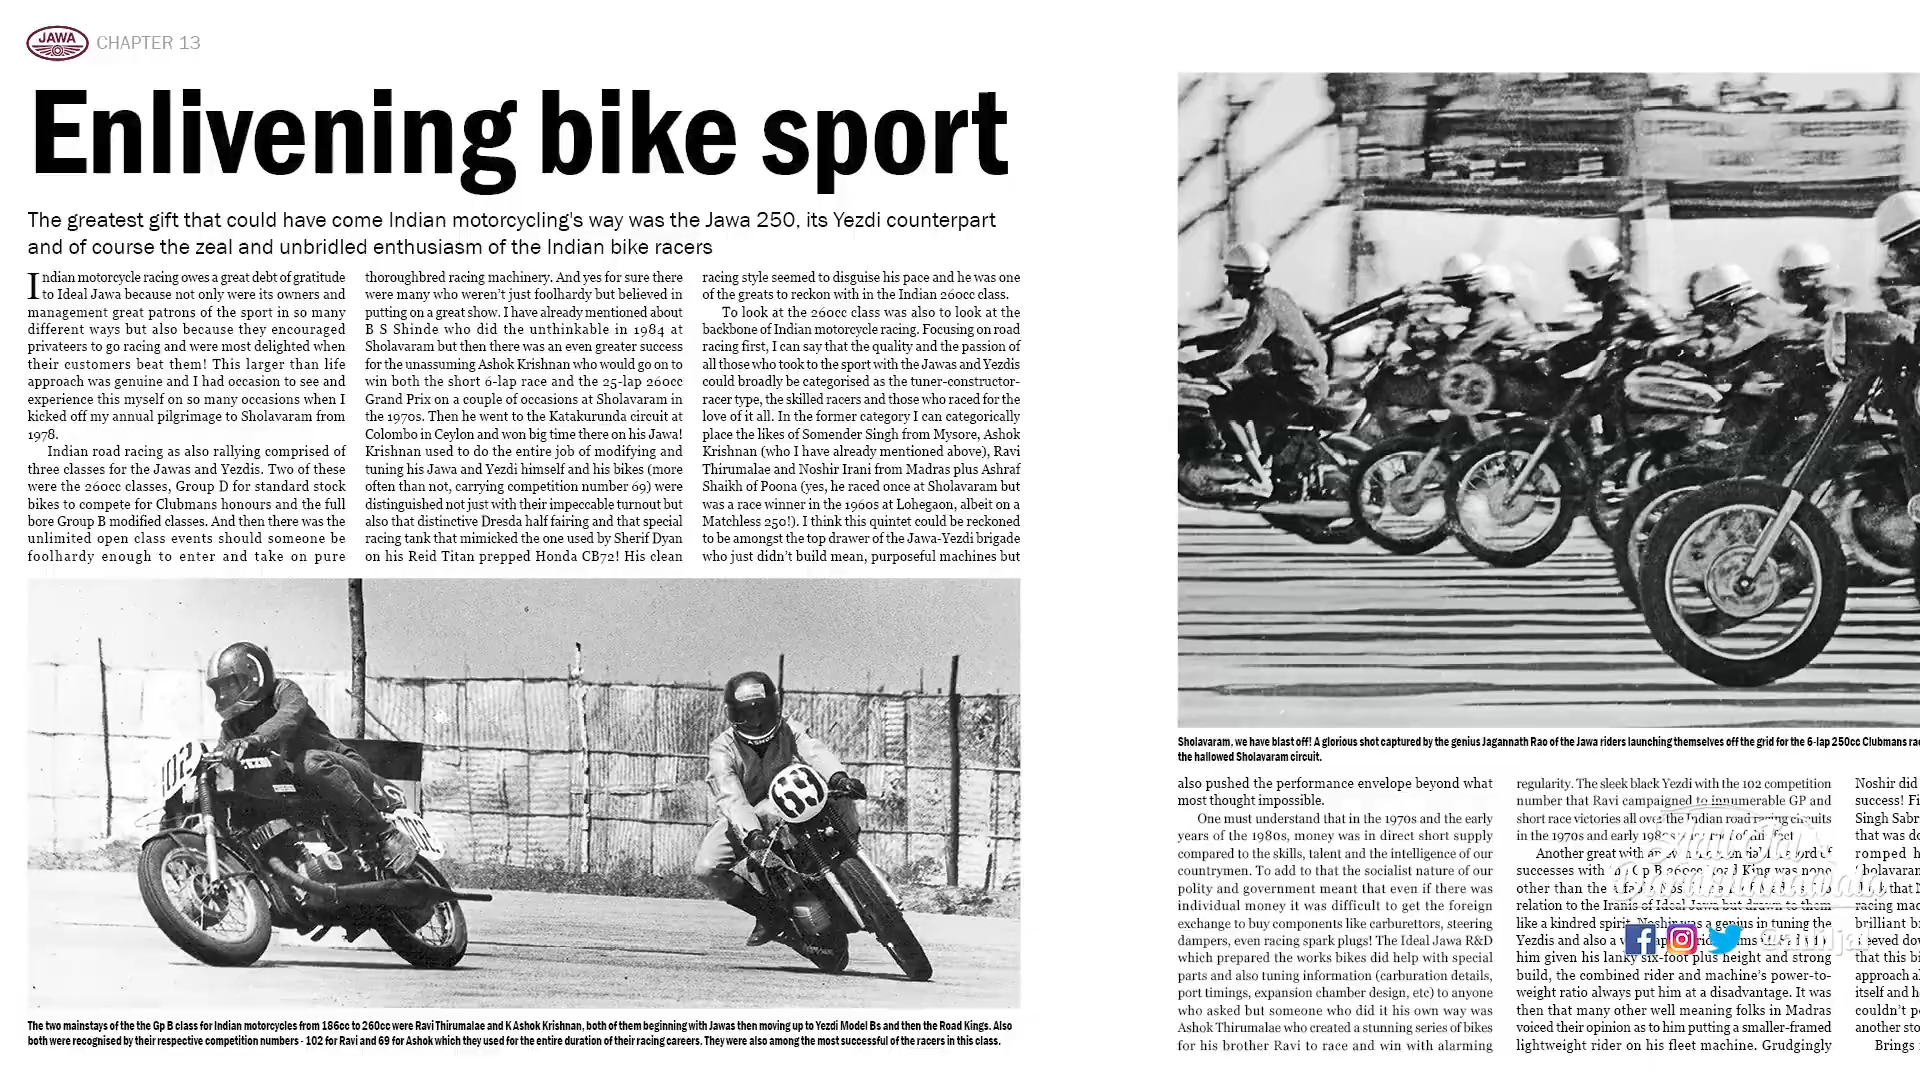 JAWA
CHAPTER 13
Enlivening bike sport
The greatest gift that could have come Indian motorcycling's way was the Jawa 250, its Yezdi counterpart
and of course the zeal and unbridled enthusiasm of the Indian bike racers
Indian motorcycle racing owes a great debt of gratitude
to Ideal Jawa because not only were its owners and
management great patrons of the sport in so many
different ways but also because they encouraged
privateers to go racing and were most delighted when
their customers beat them! This larger than life
approach was genuine and I had occasion to see and
experience this myself on so many occasions when I
kicked off my annual pilgrimage to Sholavaram from
1978.
Indian road racing as also rallying comprised of
three classes for the Jawas and Yezdis. Two of these
were the 260cc classes, Group D for standard stock
bikes to compete for Clubmans honours and the full
bore Group B modified classes. And then there was the
unlimited open class events should someone be
foolhardy enough to enter and take on pure
thoroughbred racing machinery. And yes for sure there
were many who weren't just foolhardy but believed in
putting on a great show. I have already mentioned about
B S Shinde who did the unthinkable in 1984 at
Sholavaram but then there was an even greater success
for the unassuming Ashok Krishnan who would go on to
win both the short 6-lap race and the 25-lap 260cc
Grand Prix on a couple of occasions at Sholavaram in
the 1970s. Then he went to the Katakurunda circuit at
Colombo in Ceylon and won big time there on his Jawa!
Krishnan used to do the entire job of modifying and
tuning his Jawa and Yezdi himself and his bikes (more
often than not, carrying competition number 69) were
distinguished not just with their impeccable turnout but
also that distinctive Dresda half fairing and that special
racing tank that mimicked the one used by Sherif Dyan
on his Reid Titan prepped Honda CB72! His clean
racing style seemed to disguise his pace and he was one
of the greats to reckon with in the Indian 260cc class.
To look at the 260cc class was also to look at the
backbone of Indian motorcycle racing. Focusing on road
racing first, I can say that the quality and the passion of
all those who took to the sport with the Jawas and Yezdis
could broadly be categorised as the tuner-constructor-
racer type, the skilled racers and those who raced for the
love of it all. In the former category I can categorically
place the likes of Somender Singh from Mysore, Ashok
Krishnan (who I have already mentioned above), Ravi
Thirumalae and Noshir Irani from Madras plus Ashraf
Shaikh of Poona (yes, he raced once at Sholavaram but
was a race winner in the 1960s at Lohegaon, albeit on a
Matchless 250!). I think this quintet could be reckoned
to be amongst the top drawer of the Jawa-Yezdi brigade
who just didn't build mean, purposeful machines but
102
YEZDI
102
ASHOK
69
The two mainstays of the the Gp B class for Indian motorcycles from 186cc to 260cc were Ravi Thirumalae and K Ashok Krishnan, both of them beginning with Jawas then moving up to Yezdi Model Bs and then the Road Kings. Also
both were recognised by their respective competition numbers - 102 for Ravi and 69 for Ashok which they used for the entire duration of their racing careers. They were also among the most successful of the racers in this class.
Sholavaram, we have blast off! A glorious shot captured by the genius Jagannath Rao of the Jawa riders launching themselves off the grid for the 6-lap 250cc Clubmans
the hallowed Sholavaram circuit.
also pushed the performance envelope beyond what
most thought impossible.
One must understand that in the 1970s and the early
years of the 1980s, money was in direct short supply
compared to the skills, talent and the intelligence of our
countrymen. To add to that the socialist nature of our
polity and government meant that even if there was
individual money it was difficult to get the foreign
exchange to buy components like carburettors, steering
dampers, even racing spark plugs! The Ideal Jawa R&D
which prepared the works bikes did help with special
parts and also tuning information (carburation details,
port timings, expansion chamber design, etc) to anyone
who asked but someone who did it his own way was
Ashok Thirumalae who created a stunning series of bikes
for his brother Ravi to race and win with alarming
regularity. The sleek black Yezdi with the 102 competition
number that Ravi campaigned to innumerable GP and
short race victories all over the Indian road racing circuits
in the 1970s and early 1980s
Another great with an
successes with Gp B 260cc Road King was none
other than the
relation to the Iranis of Ideal Jawa but drawn to them
like a kindred spirit. Noshir was a genius in tuning the
Yezdis and also a
him given his lanky six-foot plus height and strong
build, the combined rider and machine's power-to-
weight ratio always put him at a disadvantage. It was
then that many other well meaning folks in Madras
voiced their opinion as to him putting a smaller-framed
lightweight rider on his fleet machine. Grudgingly
Noshir did
success!
Singh
that was
romped
that
racing
brilliant
that this
approach
itself and
couldn't
another
Brings